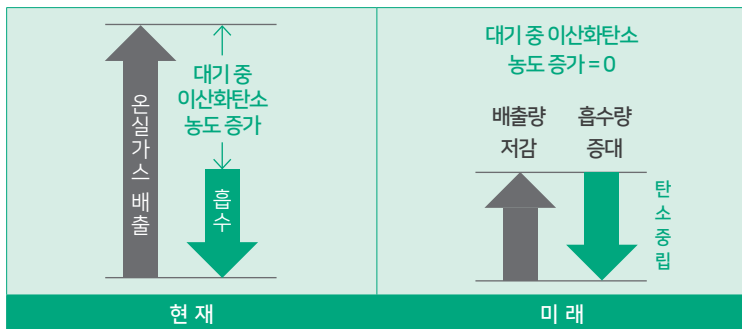 온실가스 배출
대기 중
이산화탄소
농도 증가
흡수
현재
대기 중 이산화탄소
농도 증가 = 0
배출량
저감
흡수량
증대
탄소중립
미래